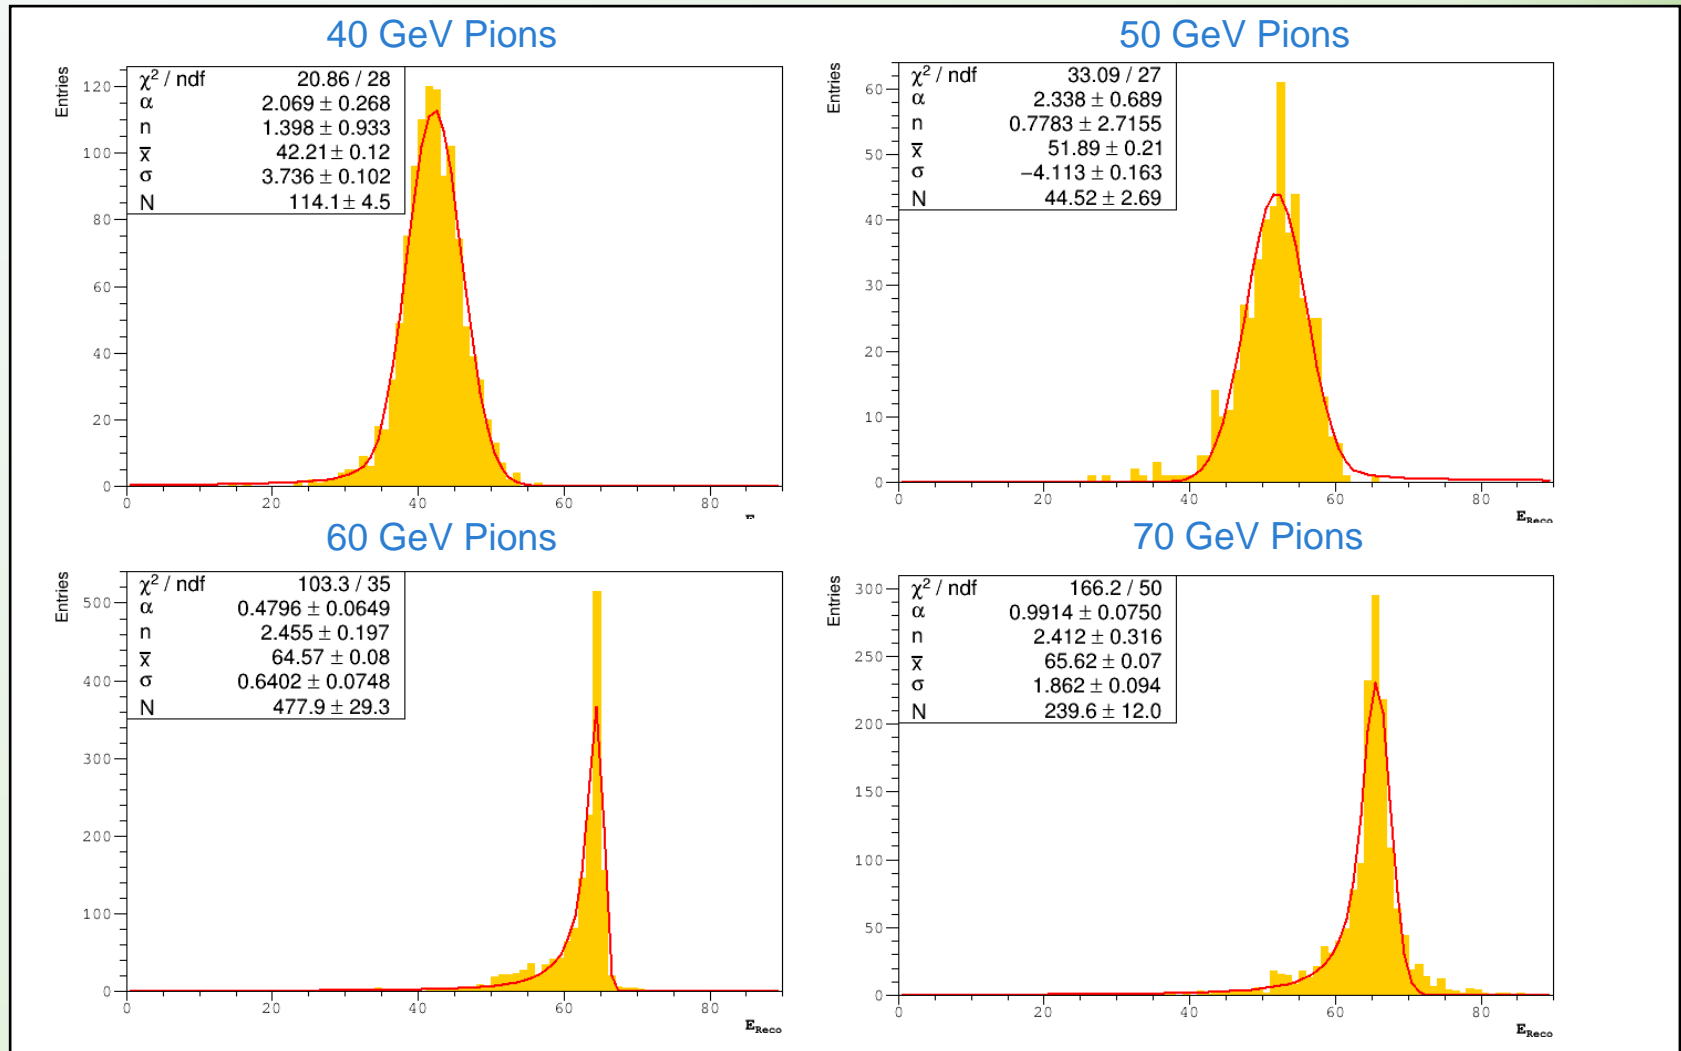 40 GeV Pions
Entries
χ² / ndf 20.86 / 28
α 2.069 ± 0.268
n 1.398 ± 0.933
x̄ 42.21 ± 0.12
σ 3.736 ± 0.102
N 114.1 ± 4.5
120
100
80
60
40
20
0
0 20 40 60 80
50 GeV Pions
Entries
χ² / ndf 33.09 / 27
α 2.338 ± 0.689
n 0.7783 ± 2.7155
x̄ 51.89 ± 0.21
σ −4.113 ± 0.163
N 44.52 ± 2.69
60
50
40
30
20
10
0
0 20 40 60 80
E_Reco
60 GeV Pions
Entries
χ² / ndf 103.3 / 35
α 0.4796 ± 0.0649
n 2.455 ± 0.197
x̄ 64.57 ± 0.08
σ 0.6402 ± 0.0748
N 477.9 ± 29.3
500
400
300
200
100
0
0 20 40 60 80
E_Reco
70 GeV Pions
Entries
χ² / ndf 166.2 / 50
α 0.9914 ± 0.0750
n 2.412 ± 0.316
x̄ 65.62 ± 0.07
σ 1.862 ± 0.094
N 239.6 ± 12.0
300
250
200
150
100
50
0
0 20 40 60 80
E_Reco